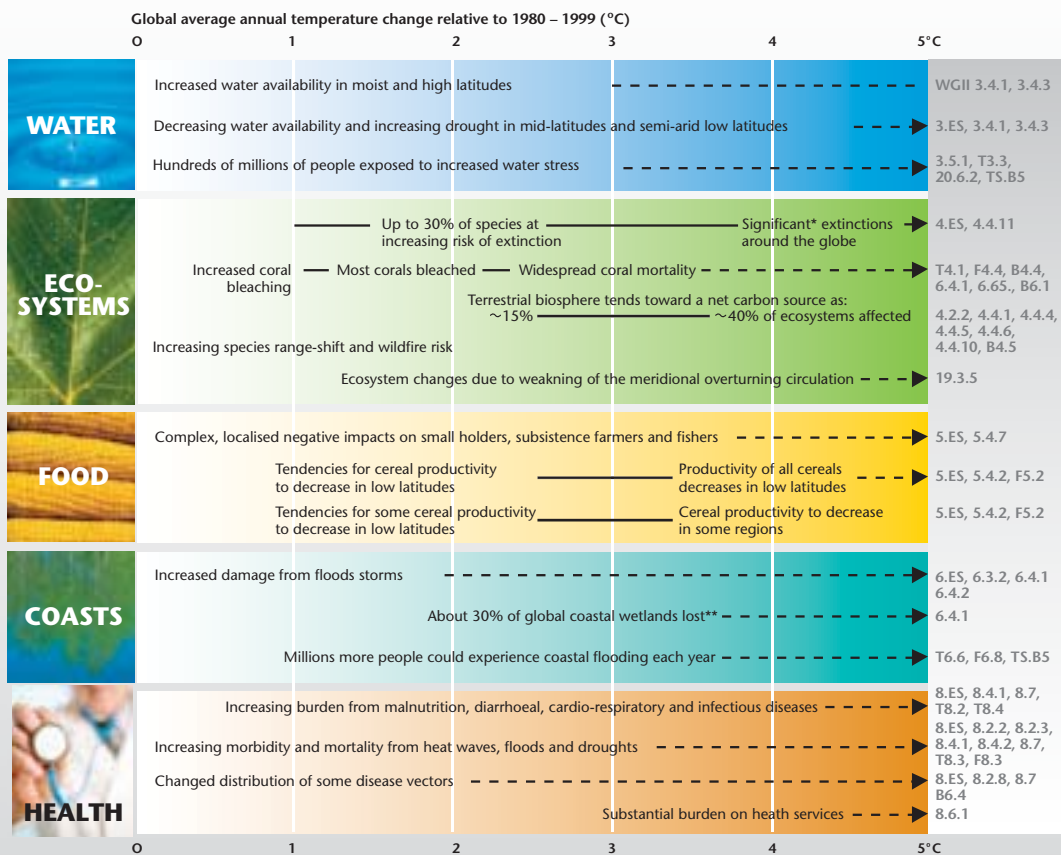 Global average annual temperature change relative to 1980 – 1999 (°C)
0 1 2 3 4 5°C
WATER
Increased water availability in moist and high latitudes
WGII 3.4.1, 3.4.3
Decreasing water availability and increasing drought in mid-latitudes and semi-arid low latitudes
3.ES, 3.4.1, 3.4.3
Hundreds of millions of people exposed to increased water stress
3.5.1, T3.3,
20.6.2, TS.B5
ECO-
SYSTEMS
Up to 30% of species at
increasing risk of extinction
Significant* extinctions
around the globe
4.ES, 4.4.11
Increased coral
bleaching
Most corals bleached
Widespread coral mortality
T4.1, F4.4, B4.4,
6.4.1, 6.65., B6.1
Terrestrial biosphere tends toward a net carbon source as:
~15%
~40% of ecosystems affected
4.2.2, 4.4.1, 4.4.4,
4.4.5, 4.4.6,
4.4.10, B4.5
Increasing species range-shift and wildfire risk
Ecosystem changes due to weakning of the meridional overturning circulation
19.3.5
FOOD
Complex, localised negative impacts on small holders, subsistence farmers and fishers
5.ES, 5.4.7
Tendencies for cereal productivity
to decrease in low latitudes
Productivity of all cereals
decreases in low latitudes
5.ES, 5.4.2, F5.2
Tendencies for some cereal productivity
to decrease in low latitudes
Cereal productivity to decrease
in some regions
5.ES, 5.4.2, F5.2
COASTS
Increased damage from floods storms
6.ES, 6.3.2, 6.4.1
6.4.2
About 30% of global coastal wetlands lost**
6.4.1
Millions more people could experience coastal flooding each year
T6.6, F6.8, TS.B5
HEALTH
Increasing burden from malnutrition, diarrhoeal, cardio-respiratory and infectious diseases
8.ES, 8.4.1, 8.7,
T8.2, T8.4
Increasing morbidity and mortality from heat waves, floods and droughts
8.ES, 8.2.2, 8.2.3,
8.4.1, 8.4.2, 8.7,
T8.3, F8.3
Changed distribution of some disease vectors
8.ES, 8.2.8, 8.7
B6.4
Substantial burden on heath services
8.6.1
0 1 2 3 4 5°C